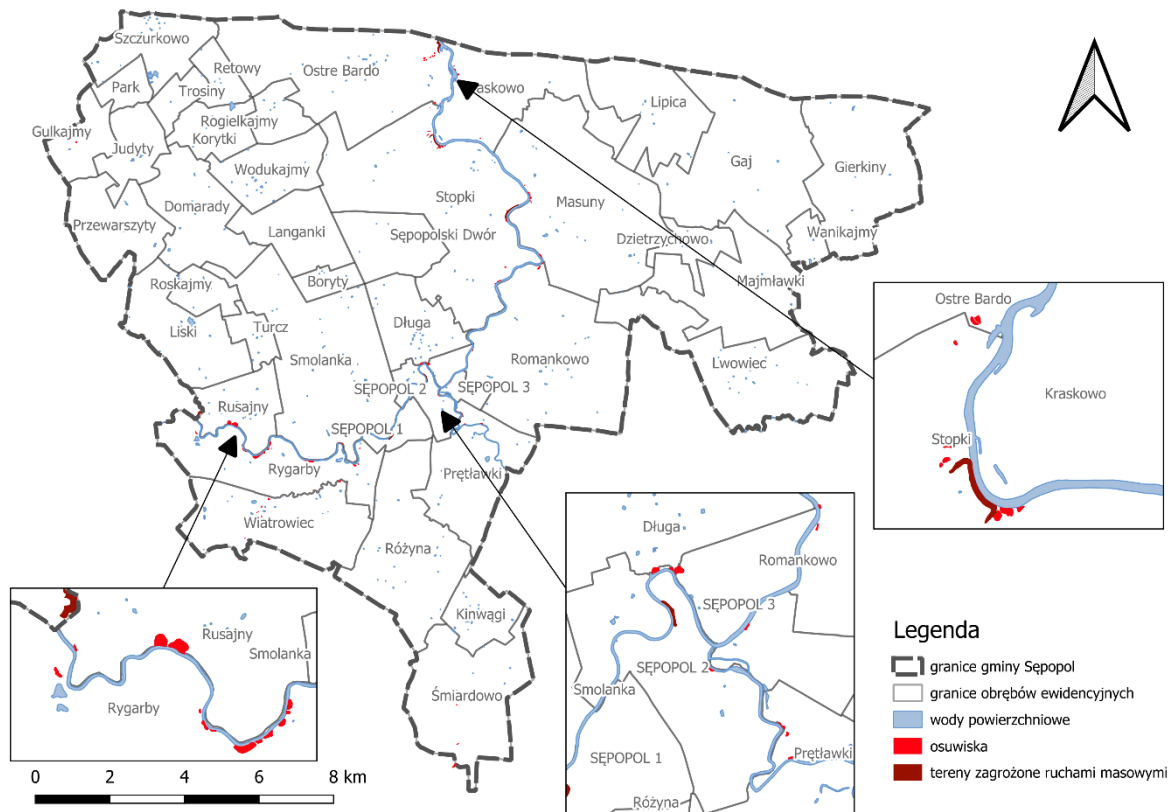 Szczurkowo
Retowy
Ostre Bardo
Park
Trosiny
Kraskowo
Lipica
Rogielkajmy
Gulkajmy
Korytki
Judyty
Gaj
Gierkiny
Wodukajmy
Stopki
Masuny
Domarady
Przewarszyty
Langanki
Sępopolski Dwór
Dzietrzychowo
Wanikajmy
Roskajmy
Boryty
Majmławki
Liski
Turcz
Długa
Smolanka
Romankowo
Lwowiec
SĘPOPOL 2
SĘPOPOL 3
Rusajny
SĘPOPOL 1
Rygarby
Prętławki
Wiatrowiec
Różyna
Kinwągi
Śmiardowo
Ostre Bardo
Kraskowo
Stopki
Rusajny
Smolanka
Rygarby
Długa
Romankowo
SĘPOPOL 3
SĘPOPOL 2
Smolanka
SĘPOPOL 1
Prętławki
Różyna
0 2 4 6 8 km
Legenda
granice gminy Sępopol
granice obrębów ewidencyjnych
wody powierzchniowe
osuwiska
tereny zagrożone ruchami masowymi